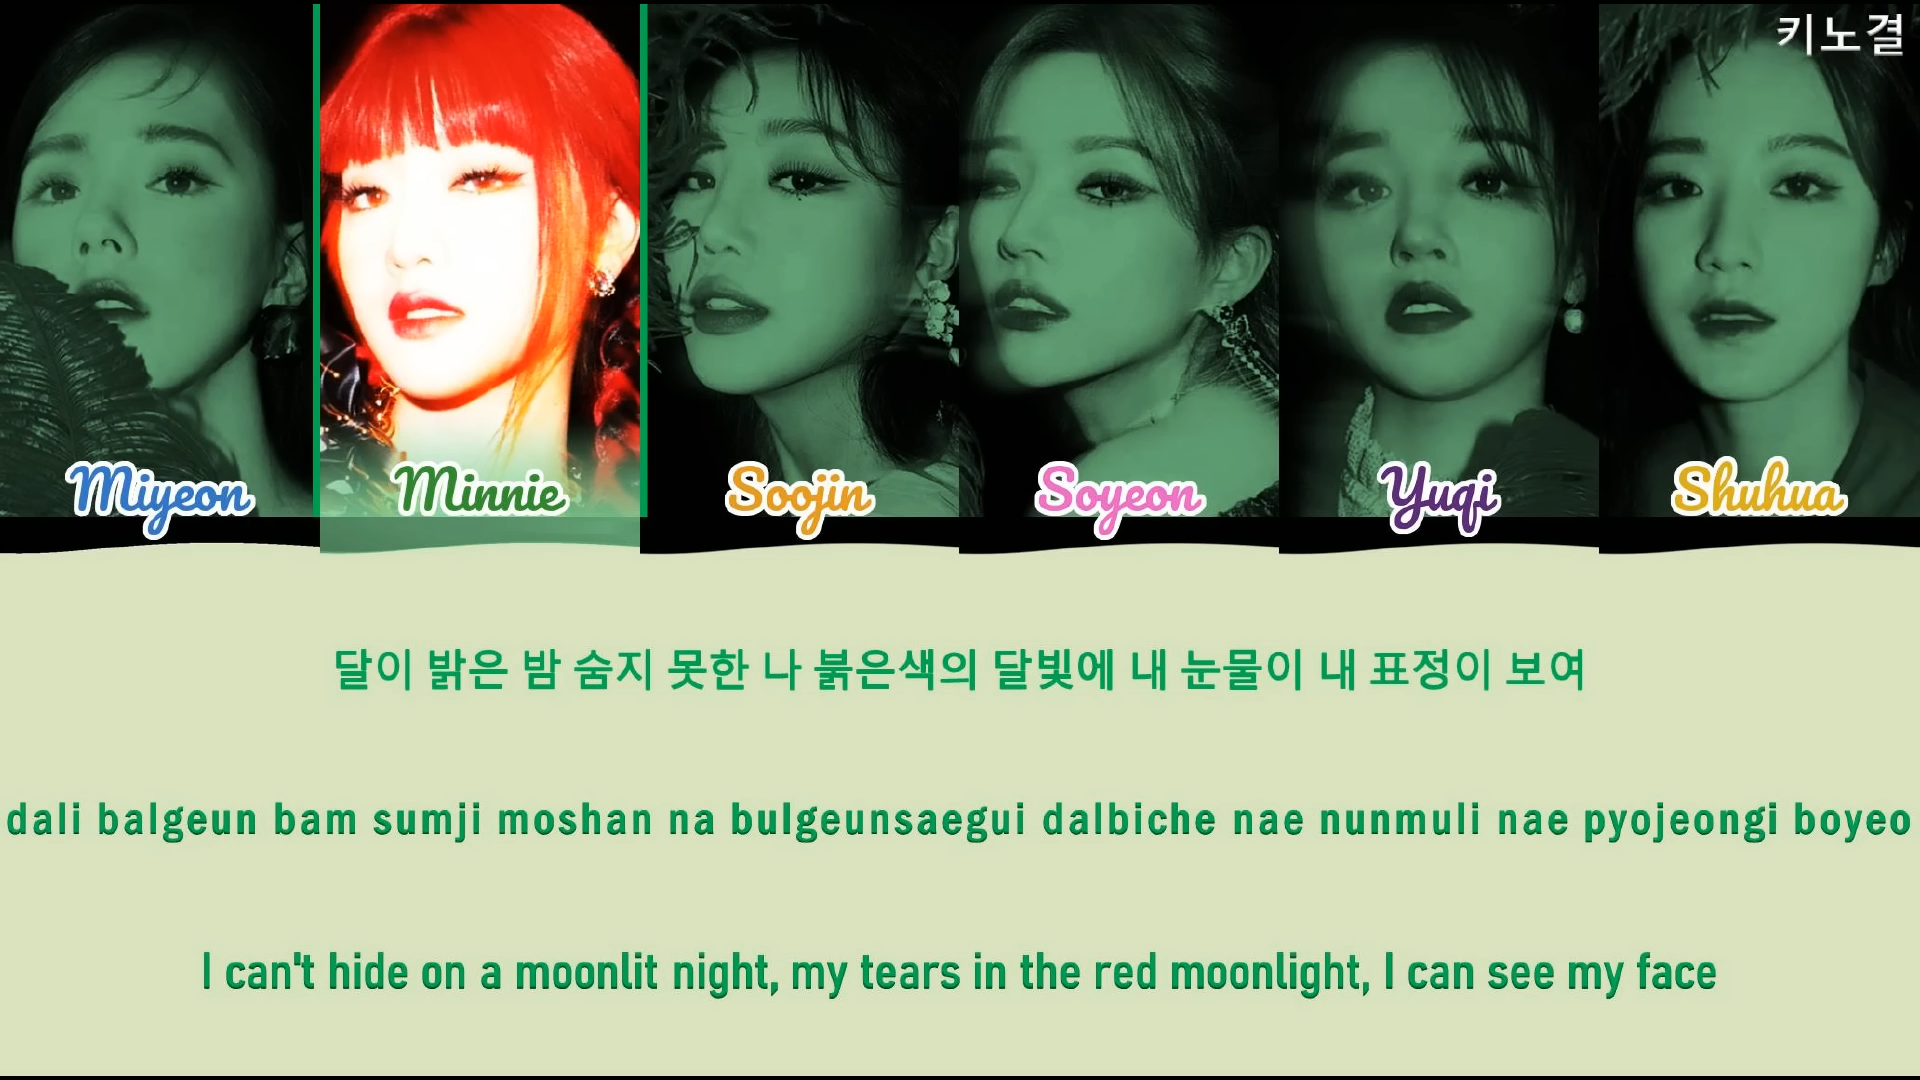 키노결
Miyeon Minnie Soojin Soyeon Yuqi Shuhua
달이 밝은 밤 숨지 못한 나 붉은색의 달빛에 내 눈물이 내 표정이 보여
dali balgeun bam sumji moshan na bulgeunsaegui dalbiche nae nunmuli nae pyojeongi boyeo
I can't hide on a moonlit night, my tears in the red moonlight, I can see my face